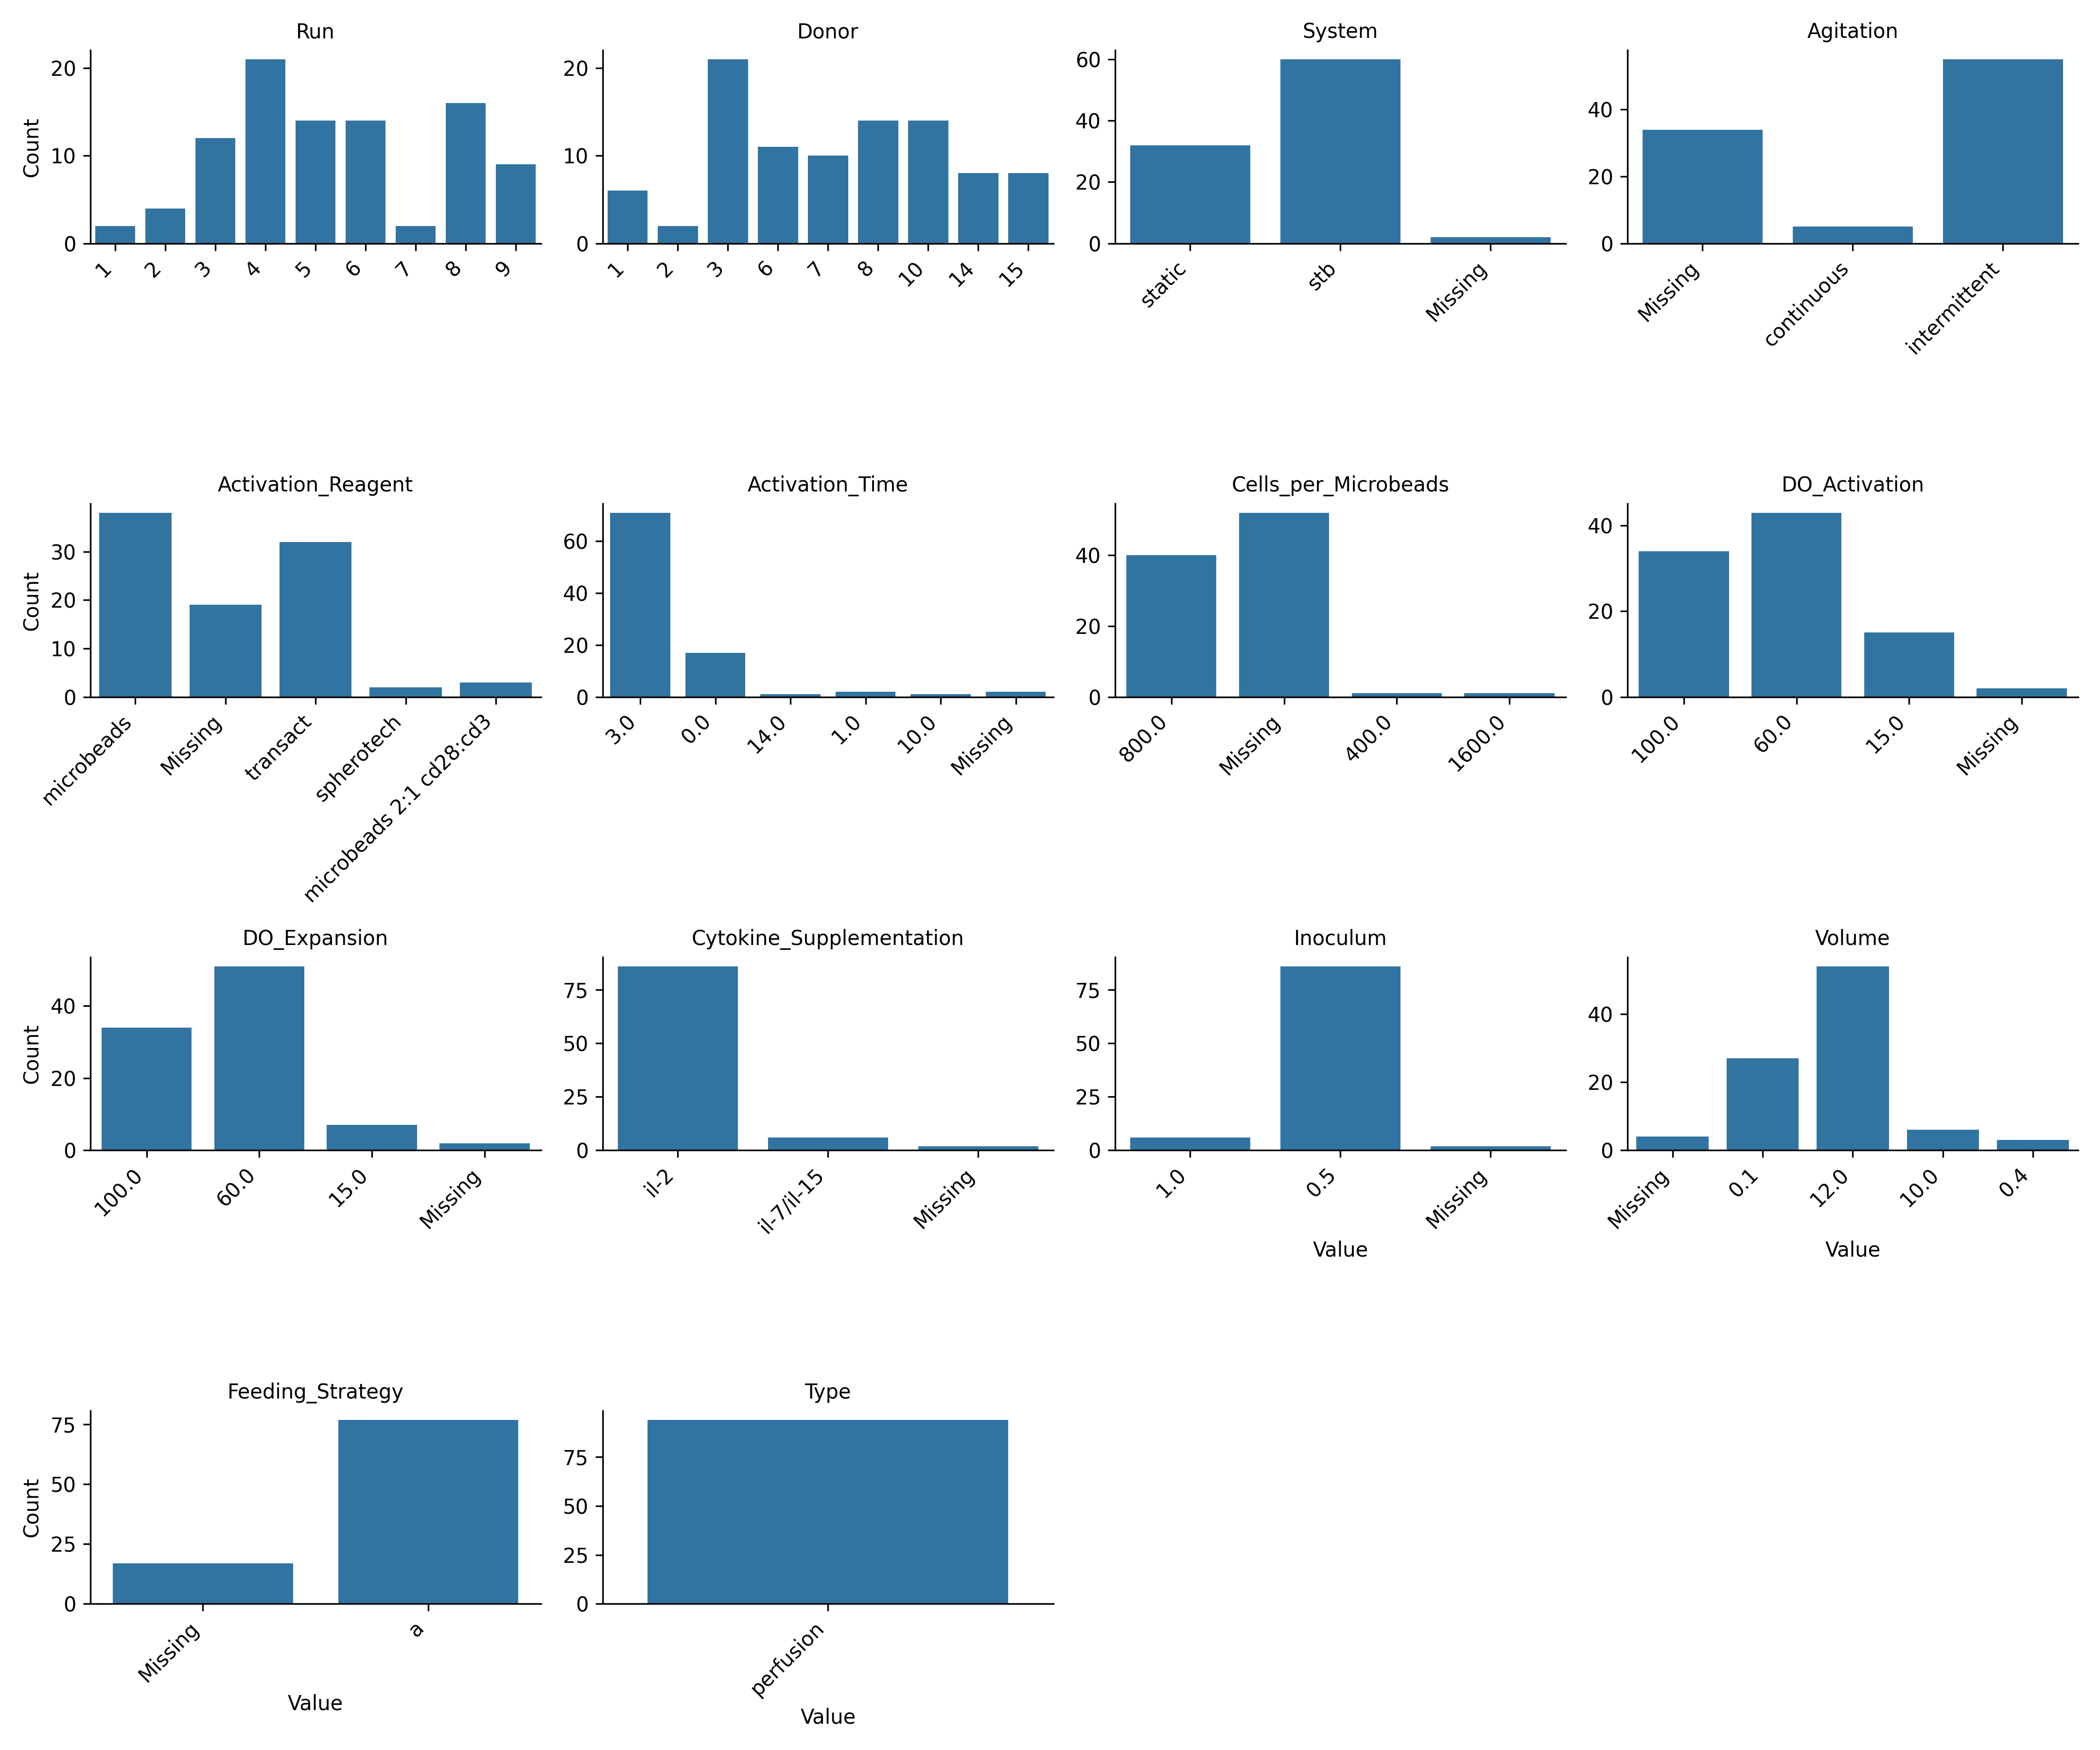 Run
Count
20
10
0
1 2 3 4 5 6 7 8 9
Donor
20
10
0
1 2 3 6 7 8 10 14 15
System
60
40
20
0
static stb Missing
Agitation
40
20
0
Missing continuous intermittent
Activation_Reagent
Count
30
20
10
0
microbeads Missing transact spherotech microbeads 2:1 cd28:cd3
Activation_Time
60
40
20
0
3.0 0.0 14.0 1.0 10.0 Missing
Cells_per_Microbeads
40
20
0
800.0 Missing 400.0 1600.0
DO_Activation
40
20
0
100.0 60.0 15.0 Missing
DO_Expansion
Count
40
20
0
100.0 60.0 15.0 Missing
Cytokine_Supplementation
75
50
25
0
il-2 il-7/il-15 Missing
Inoculum
75
50
25
0
1.0 0.5 Missing
Value
Volume
40
20
0
Missing 0.1 12.0 10.0 0.4
Value
Feeding_Strategy
Count
75
50
25
0
Missing a
Value
Type
75
50
25
0
perfusion
Value